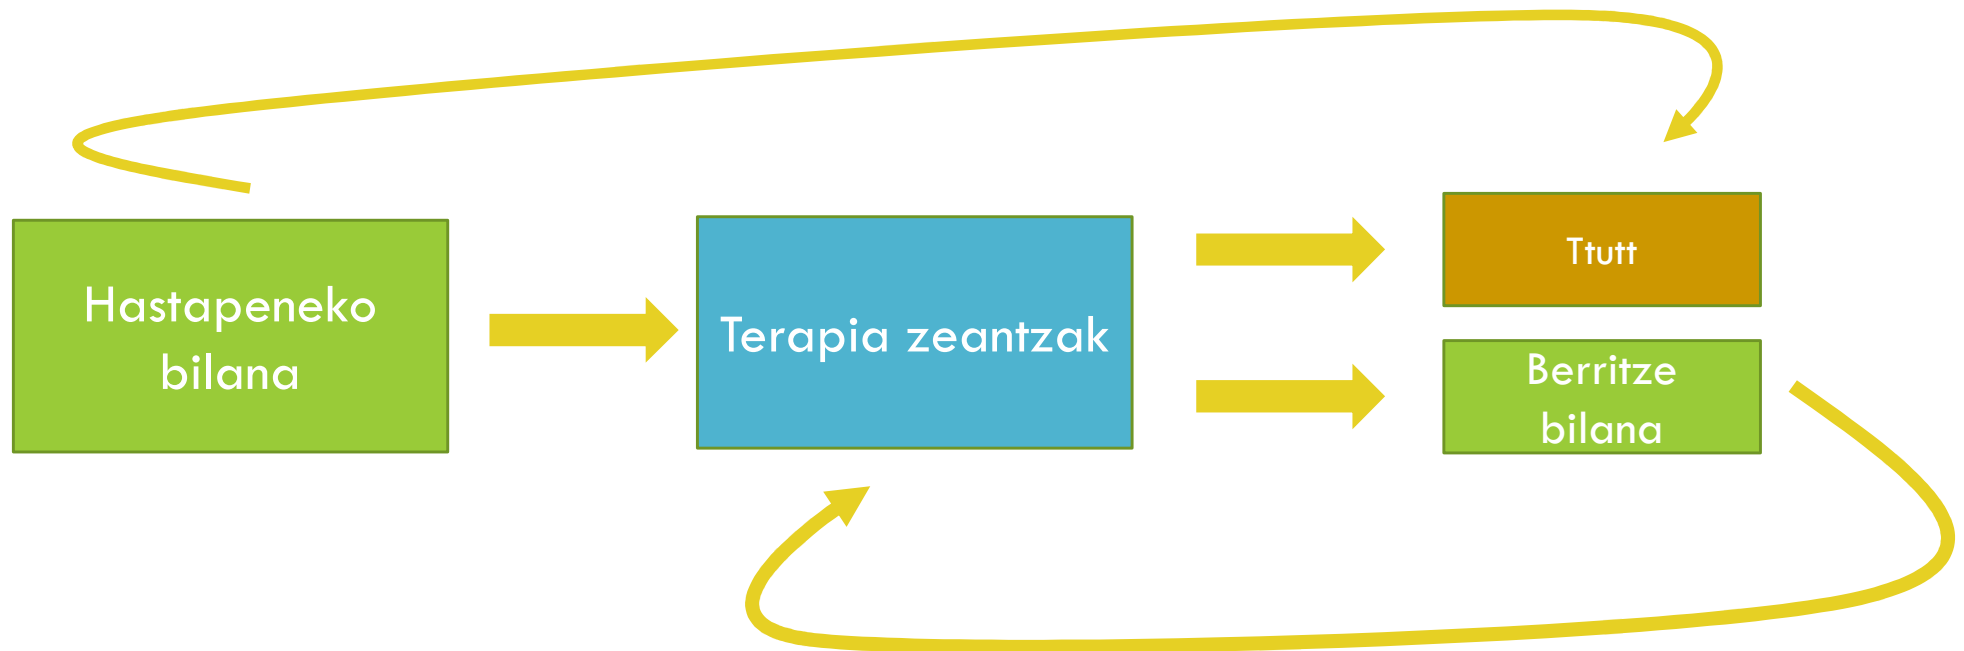 Hastapeneko
bilana
Terapia zeantzak
Ttutt
Berritze
bilana